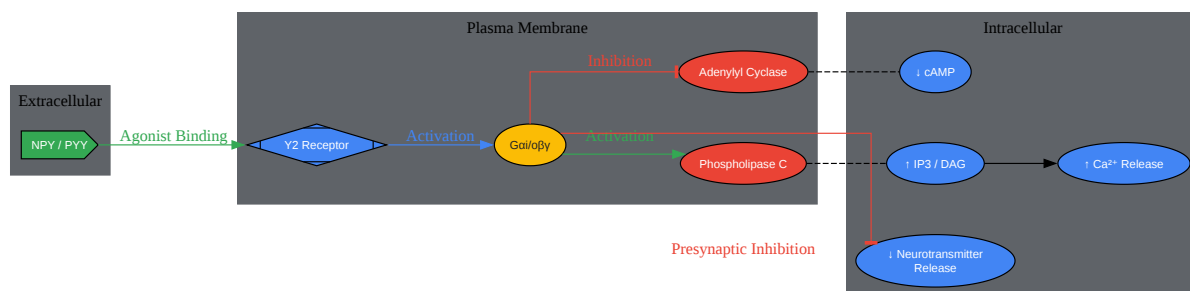 Plasma Membrane
Intracellular
Extracellular
NPY / PYY
Agonist Binding
Y2 Receptor
Activation
Gαi/oβγ
Inhibition
Adenylyl Cyclase
↓ cAMP
Activation
Phospholipase C
↑ IP3 / DAG
↑ Ca²⁺ Release
Presynaptic Inhibition
↓ Neurotransmitter
Release